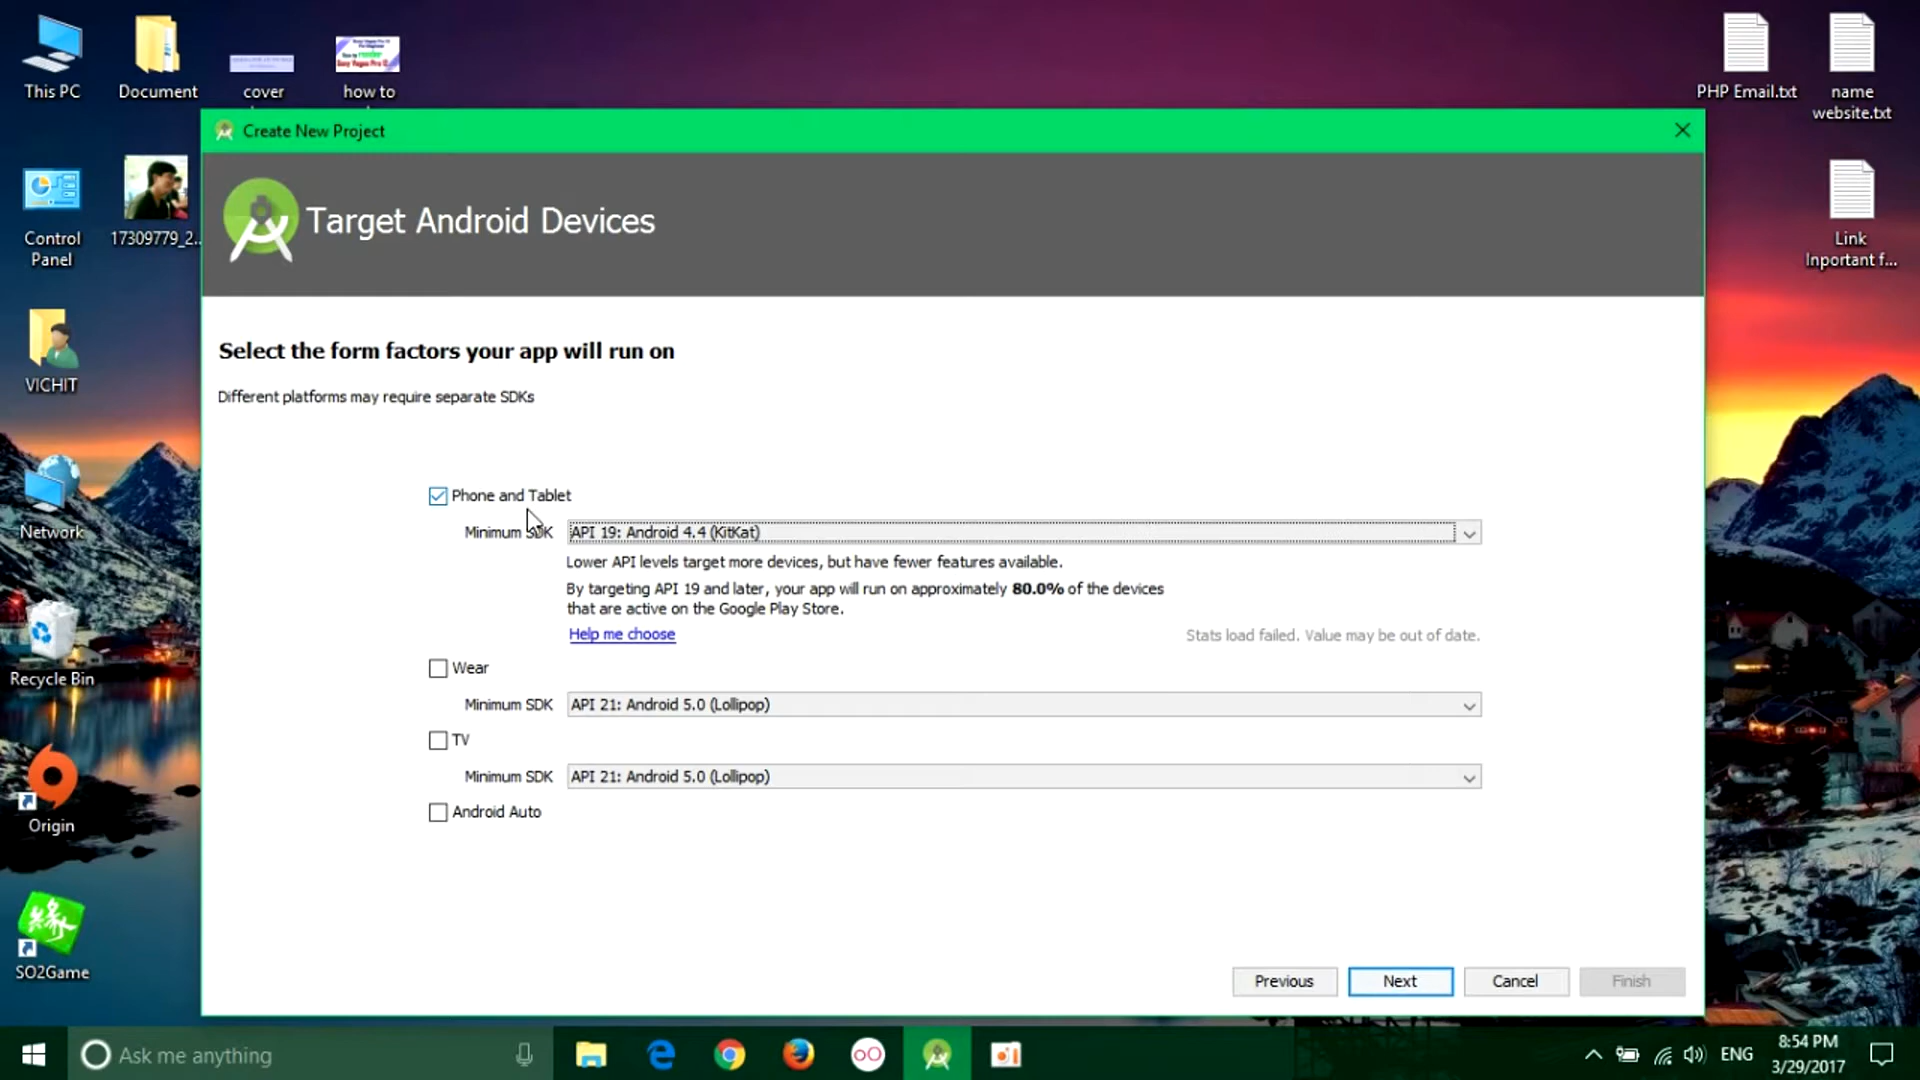 This PC
Document
cover
how to
PHP Email.txt
name
website.txt
Control
Panel
17309779_2...
Link
Inportant f...
VICHIT
Network
Recycle Bin
Origin
SO2Game
Create New Project
Target Android Devices
Select the form factors your app will run on
Different platforms may require separate SDKs
Phone and Tablet
Minimum SDK
API 19: Android 4.4 (KitKat)
Lower API levels target more devices, but have fewer features available.
By targeting API 19 and later, your app will run on approximately 80.0% of the devices
that are active on the Google Play Store.
Help me choose
Stats load failed. Value may be out of date.
Wear
Minimum SDK
API 21: Android 5.0 (Lollipop)
TV
Minimum SDK
API 21: Android 5.0 (Lollipop)
Android Auto
Previous
Next
Cancel
Finish
Ask me anything
ENG
8:54 PM
3/29/2017